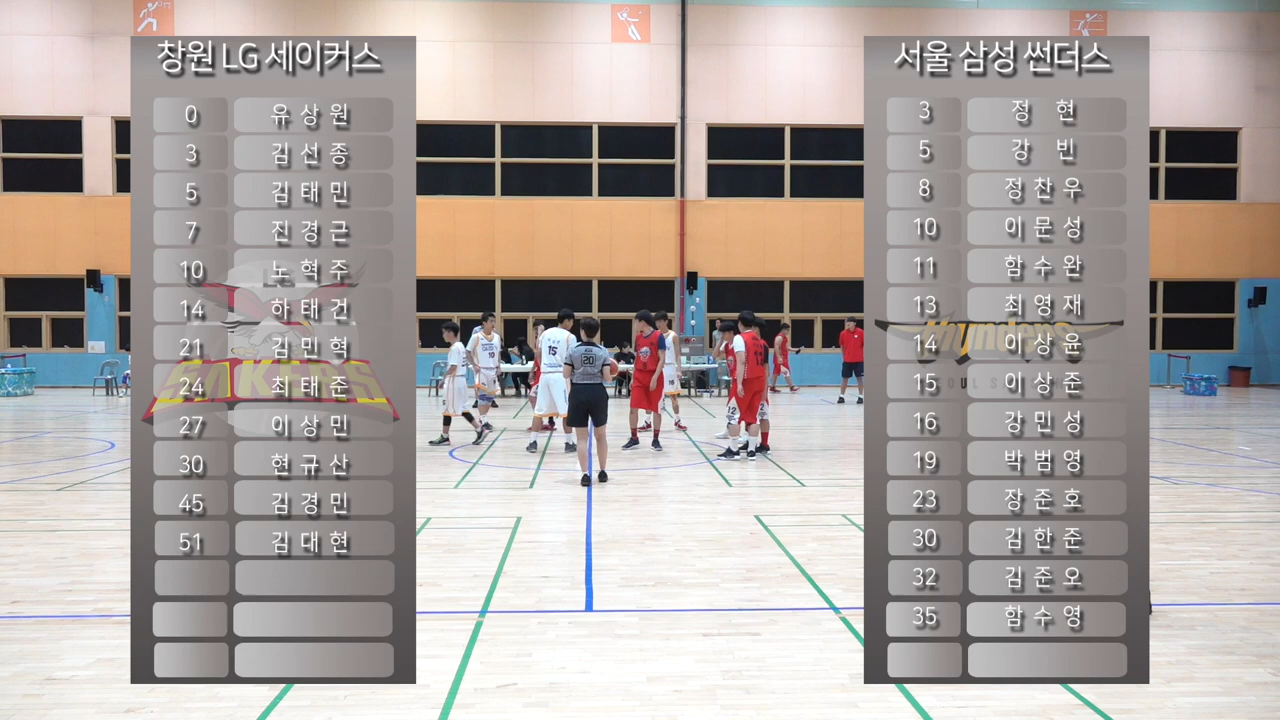 창원 LG 세이커스
0 유상원
3 김선종
5 김태민
7 진경근
10 노혁주
14 하태건
21 김민혁
24 최태준
27 이상민
30 현규산
45 김경민
51 김대현
SAKERS
서울 삼성 썬더스
3 정 현
5 강 빈
8 정찬우
10 이문성
11 함수완
13 최영재
14 이상윤
15 이상준
16 강민성
19 박범영
23 장준호
30 김한준
32 김준오
35 함수영
thunders
15
20
10
12